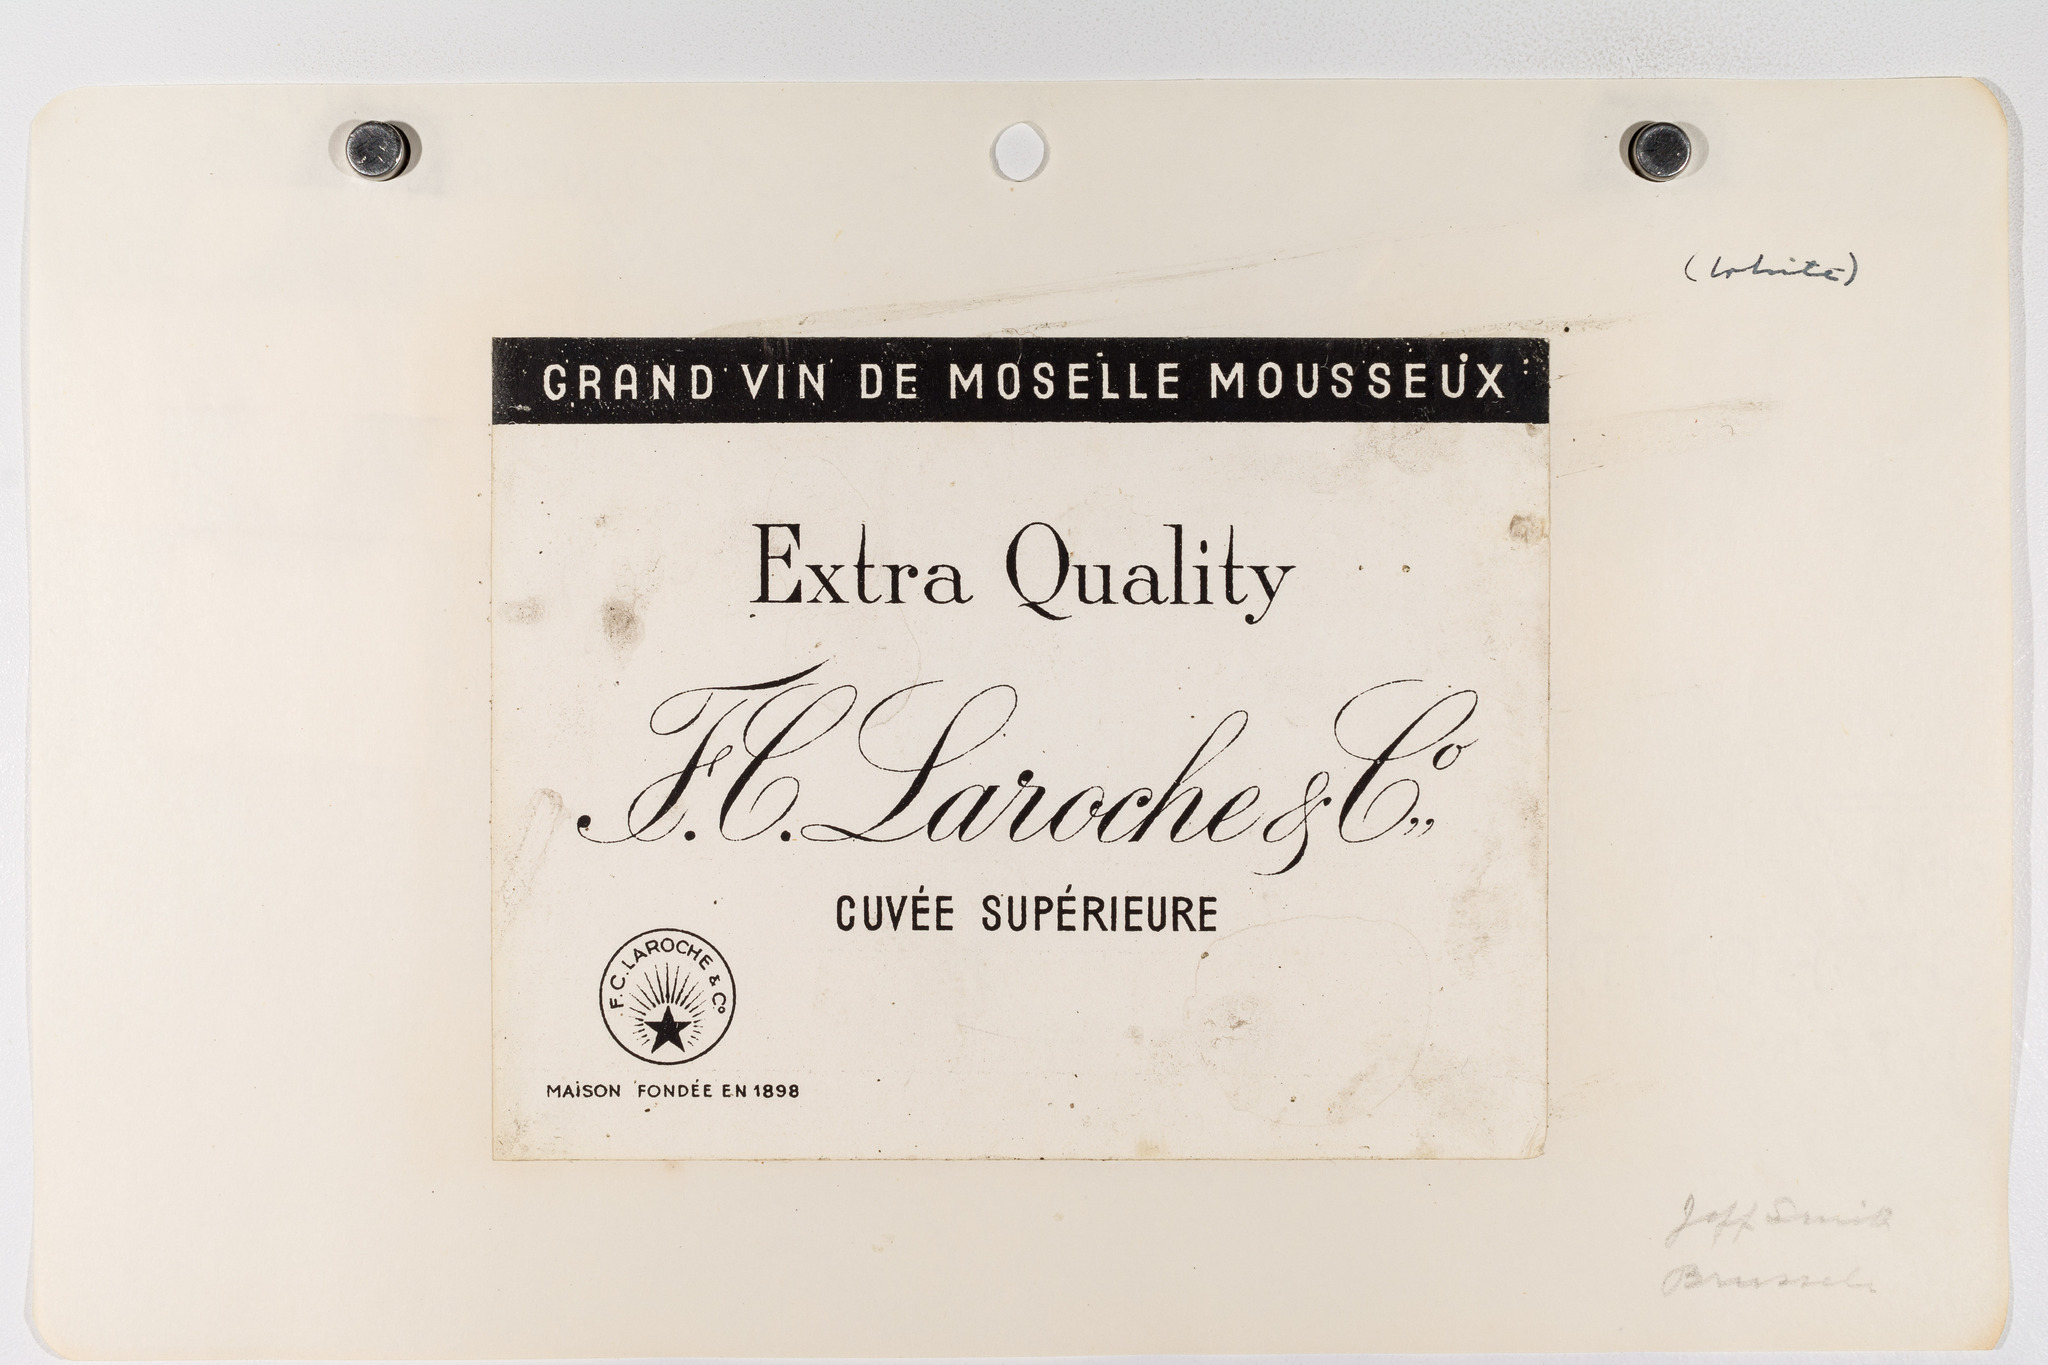 (White)
GRAND VIN DE MOSELLE MOUSSEUX
Extra Quality
F.C. Laroche & Cº
CUVÉE SUPÉRIEURE
F.C. LAROCHE & Cº
MAISON FONDÉE EN 1898
Jeff
Brussels